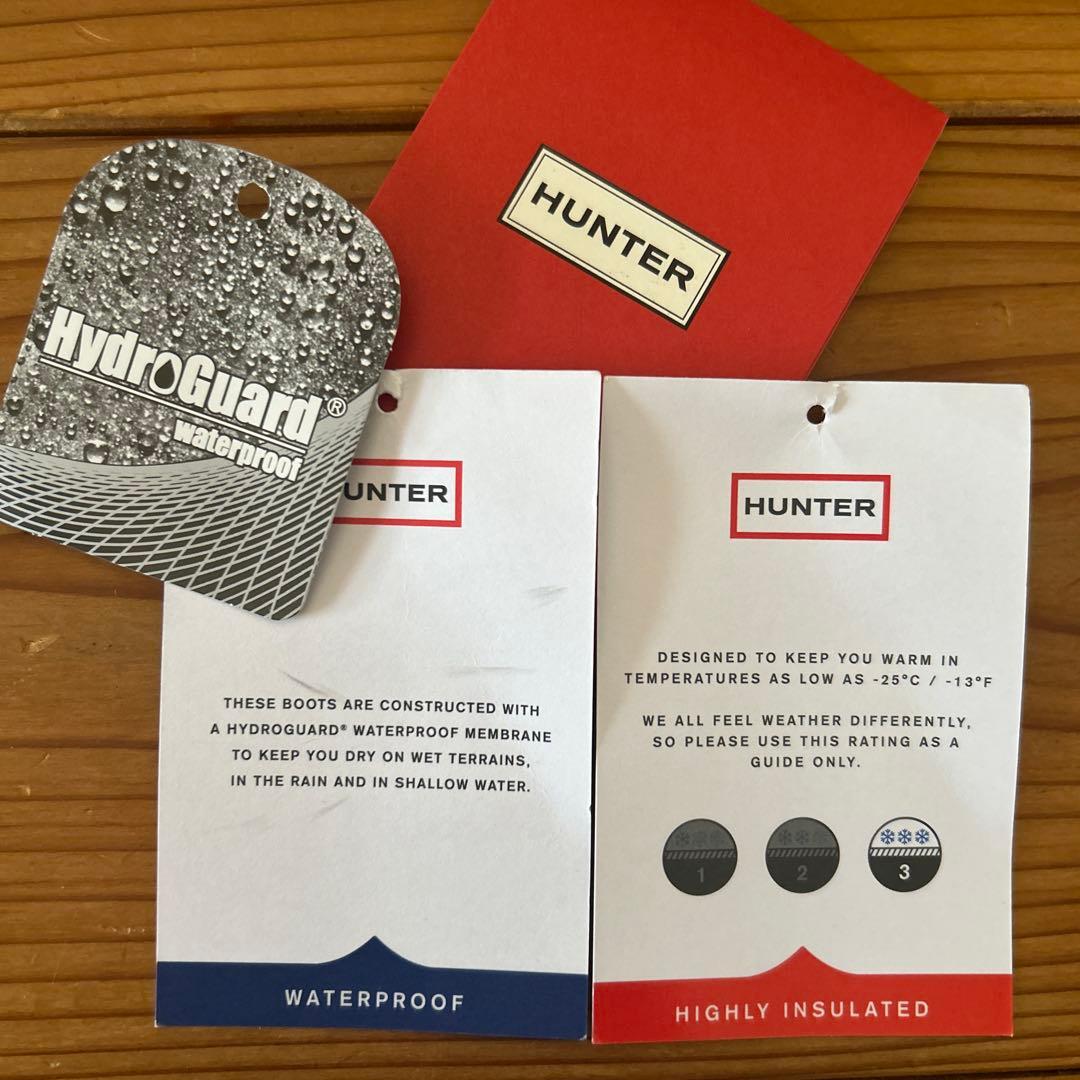 HUNTER
HydroGuard®
waterproof
UNTER
THESE BOOTS ARE CONSTRUCTED WITH
A HYDROGUARD® WATERPROOF MEMBRANE
TO KEEP YOU DRY ON WET TERRAINS,
IN THE RAIN AND IN SHALLOW WATER.
WATERPROOF
HUNTER
DESIGNED TO KEEP YOU WARM IN
TEMPERATURES AS LOW AS -25°C / -13°F
WE ALL FEEL WEATHER DIFFERENTLY,
SO PLEASE USE THIS RATING AS A
GUIDE ONLY.
1 2 3
HIGHLY INSULATED